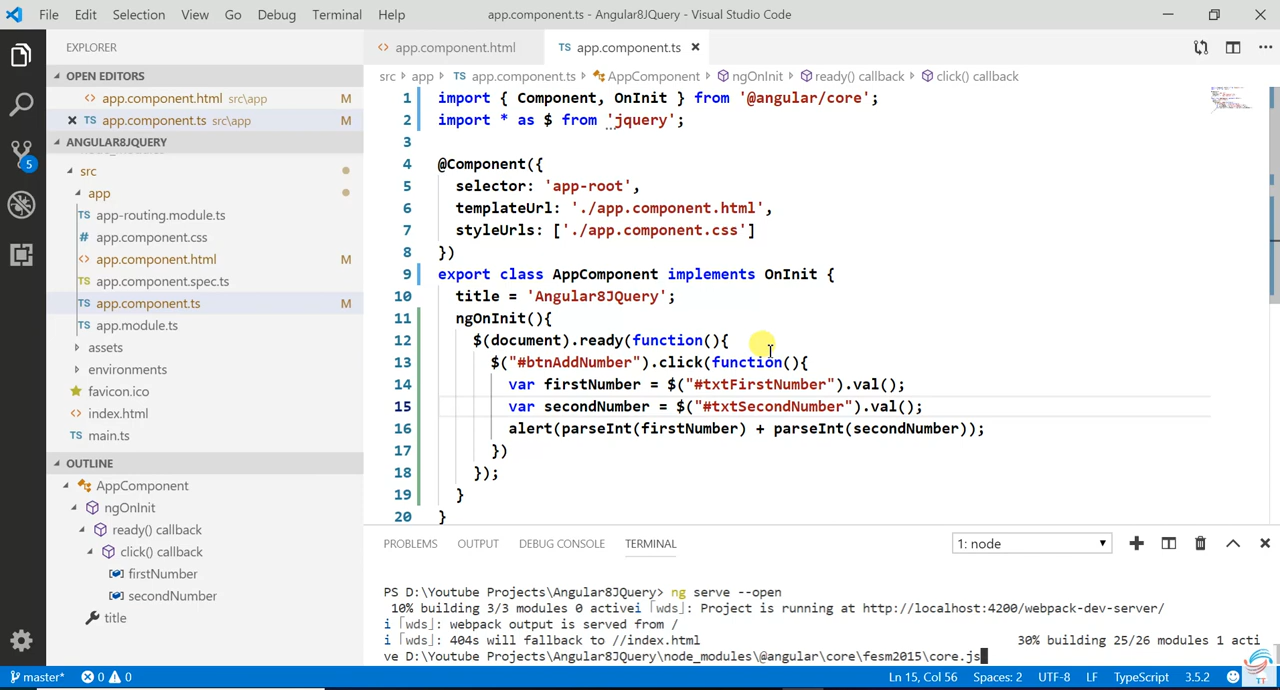 File Edit Selection View Go Debug Terminal Help app.component.ts - Angular8JQuery - Visual Studio Code
EXPLORER
OPEN EDITORS
app.component.html src\app M
TS app.component.ts src\app M
ANGULAR8JQUERY
src
app
TS app-routing.module.ts
# app.component.css
app.component.html M
TS app.component.spec.ts
TS app.component.ts M
TS app.module.ts
assets
environments
favicon.ico
index.html
TS main.ts
OUTLINE
AppComponent
ngOnInit
ready() callback
click() callback
firstNumber
secondNumber
title
5
<> app.component.html TS app.component.ts
src > app > TS app.component.ts > AppComponent > ngOnInit > ready() callback > click() callback
1 import { Component, OnInit } from '@angular/core';
2 import * as $ from 'jquery';
3
4 @Component({
5 selector: 'app-root',
6 templateUrl: './app.component.html',
7 styleUrls: ['./app.component.css']
8 })
9 export class AppComponent implements OnInit {
10 title = 'Angular8JQuery';
11 ngOnInit(){
12 $(document).ready(function(){
13 $("#btnAddNumber").click(function(){
14 var firstNumber = $("#txtFirstNumber").val();
15 var secondNumber = $("#txtSecondNumber").val();
16 alert(parseInt(firstNumber) + parseInt(secondNumber));
17 })
18 });
19 }
20 }
PROBLEMS OUTPUT DEBUG CONSOLE TERMINAL 1: node
PS D:\Youtube Projects\Angular8JQuery> ng serve --open
10% building 3/3 modules 0 activei ｢wds｣: Project is running at http://localhost:4200/webpack-dev-server/
i ｢wds｣: webpack output is served from /
i ｢wds｣: 404s will fallback to //index.html 30% building 25/26 modules 1 acti
ve D:\Youtube Projects\Angular8JQuery\node_modules\@angular\core\fesm2015\core.js
master* 0 0 Ln 15, Col 56 Spaces: 2 UTF-8 LF TypeScript 3.5.2 TT